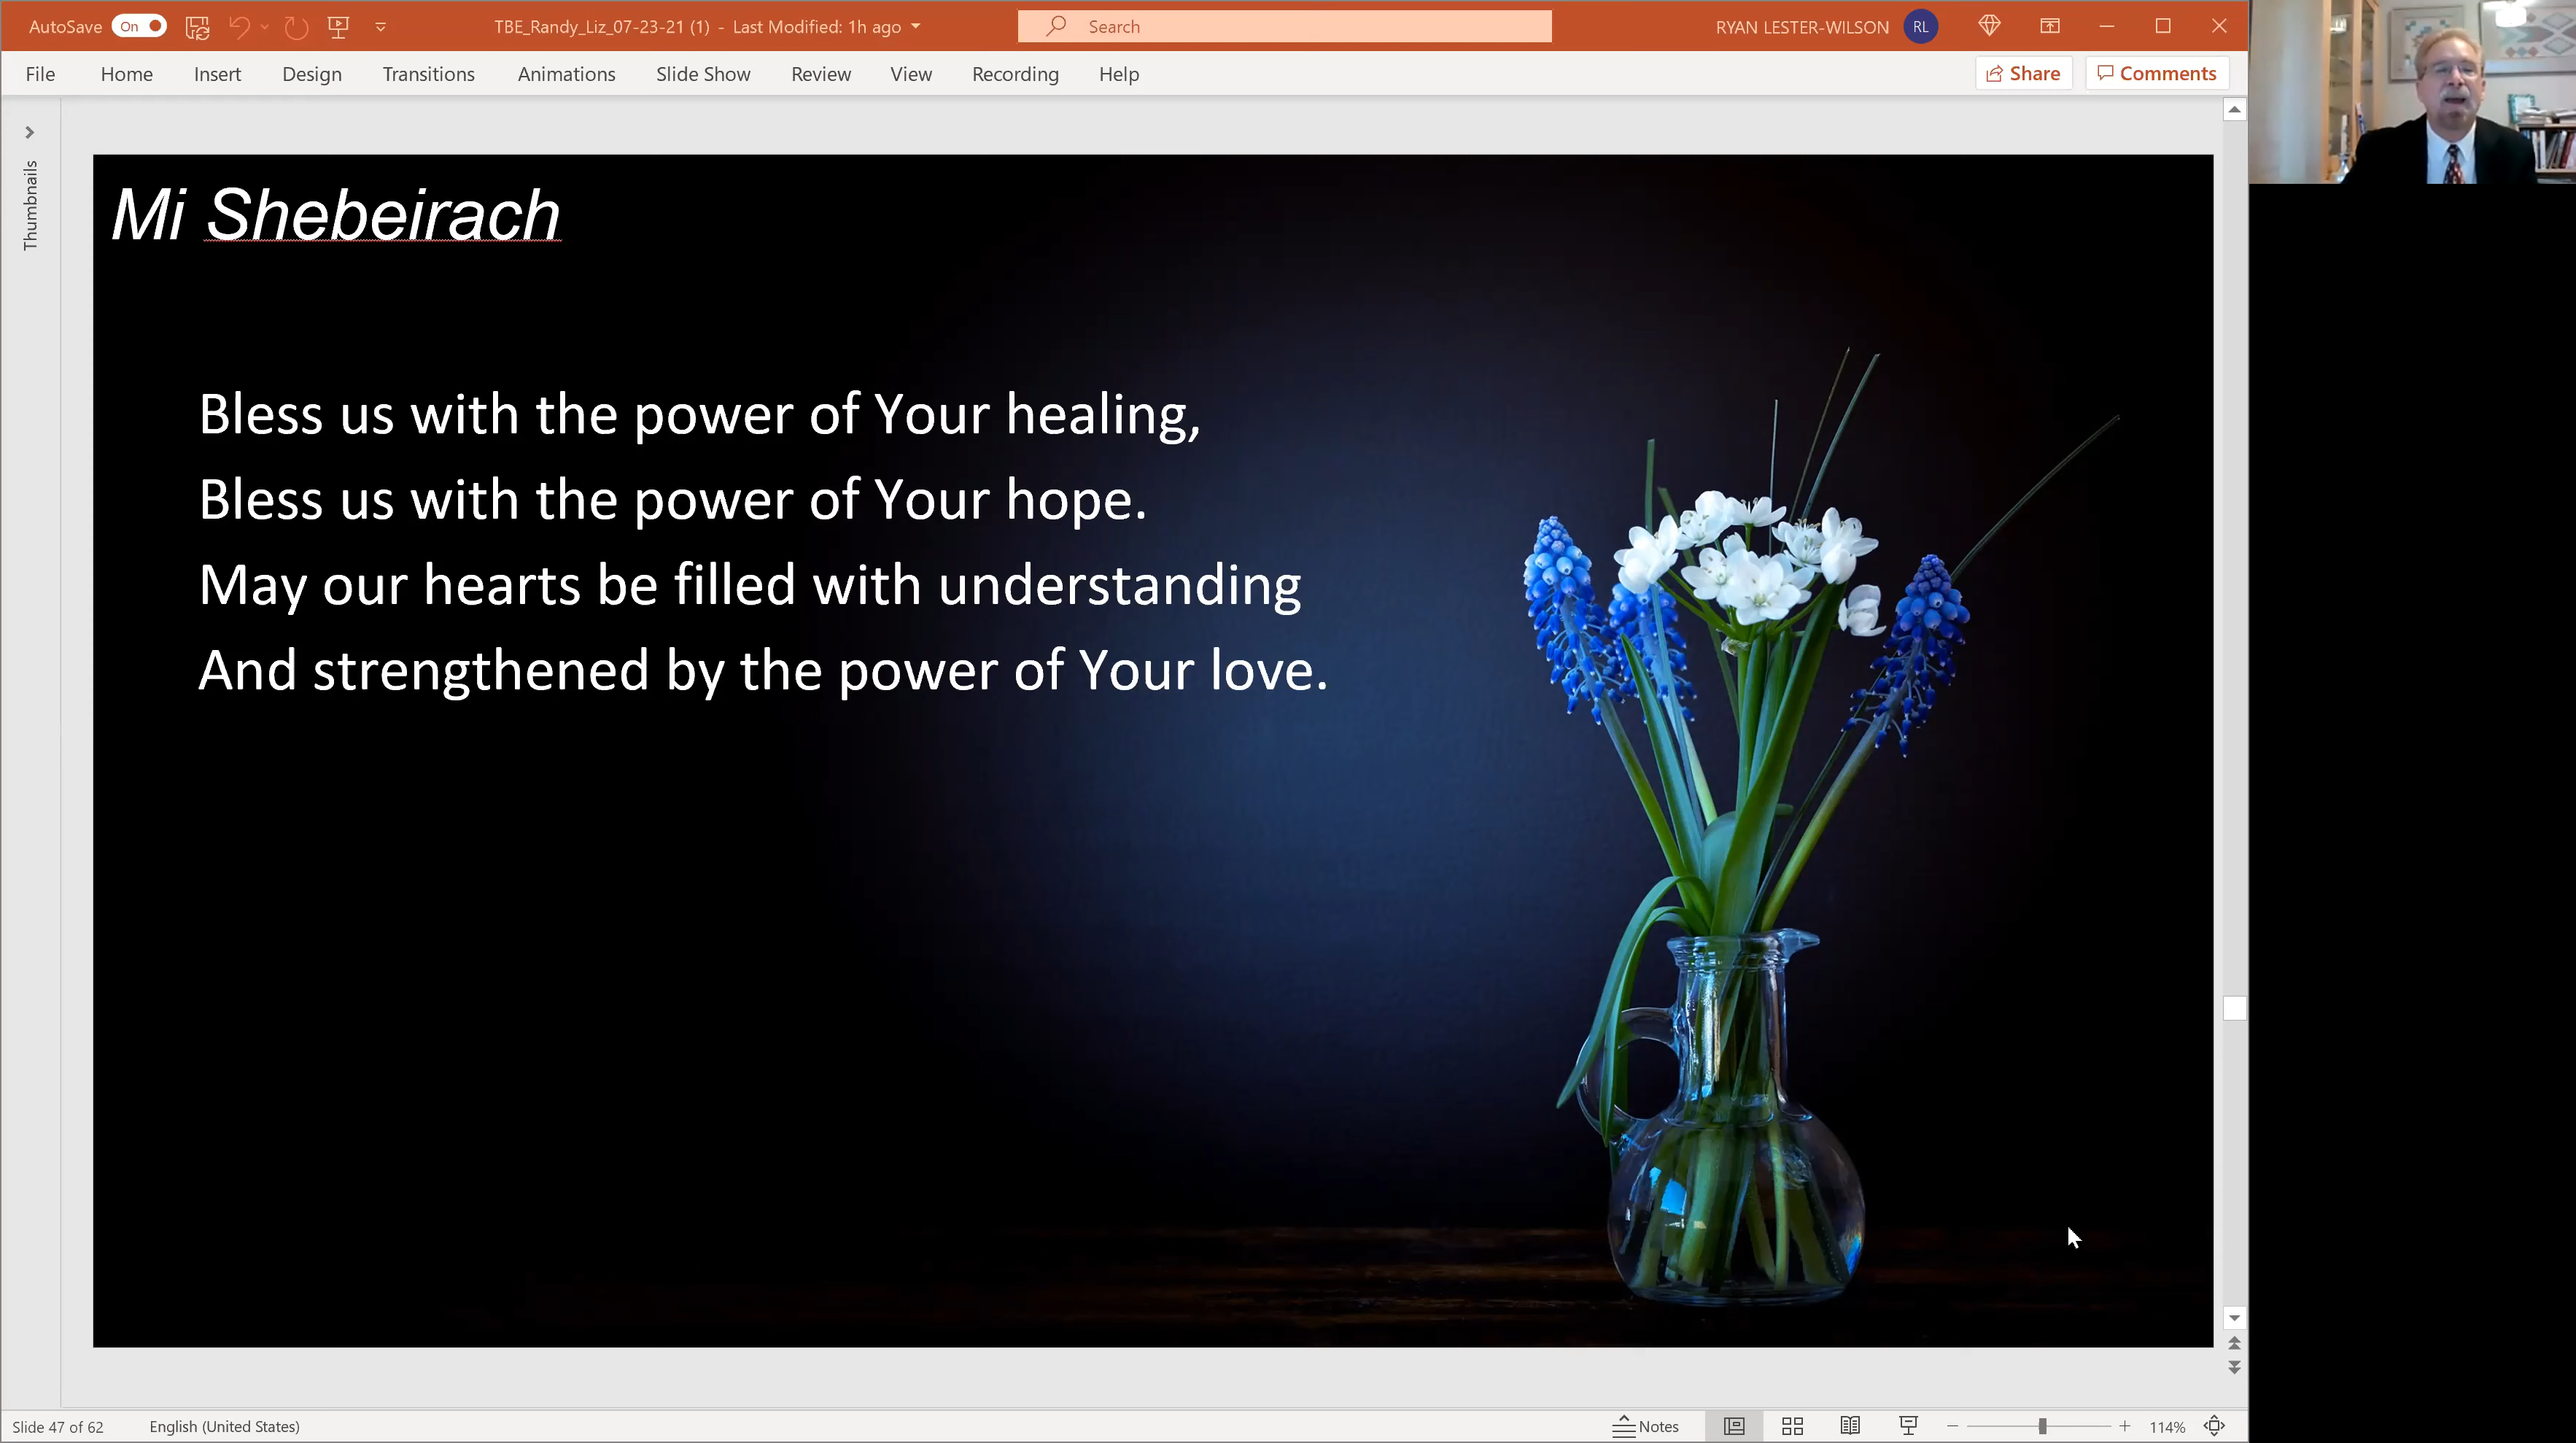 AutoSave On TBE_Randy_Liz_07-23-21 (1) - Last Modified: 1h ago Search RYAN LESTER-WILSON RL
File Home Insert Design Transitions Animations Slide Show Review View Recording Help Share Comments
Thumbnails
Mi Shebeirach
Bless us with the power of Your healing,
Bless us with the power of Your hope.
May our hearts be filled with understanding
And strengthened by the power of Your love.
Slide 47 of 62 English (United States) Notes 114%